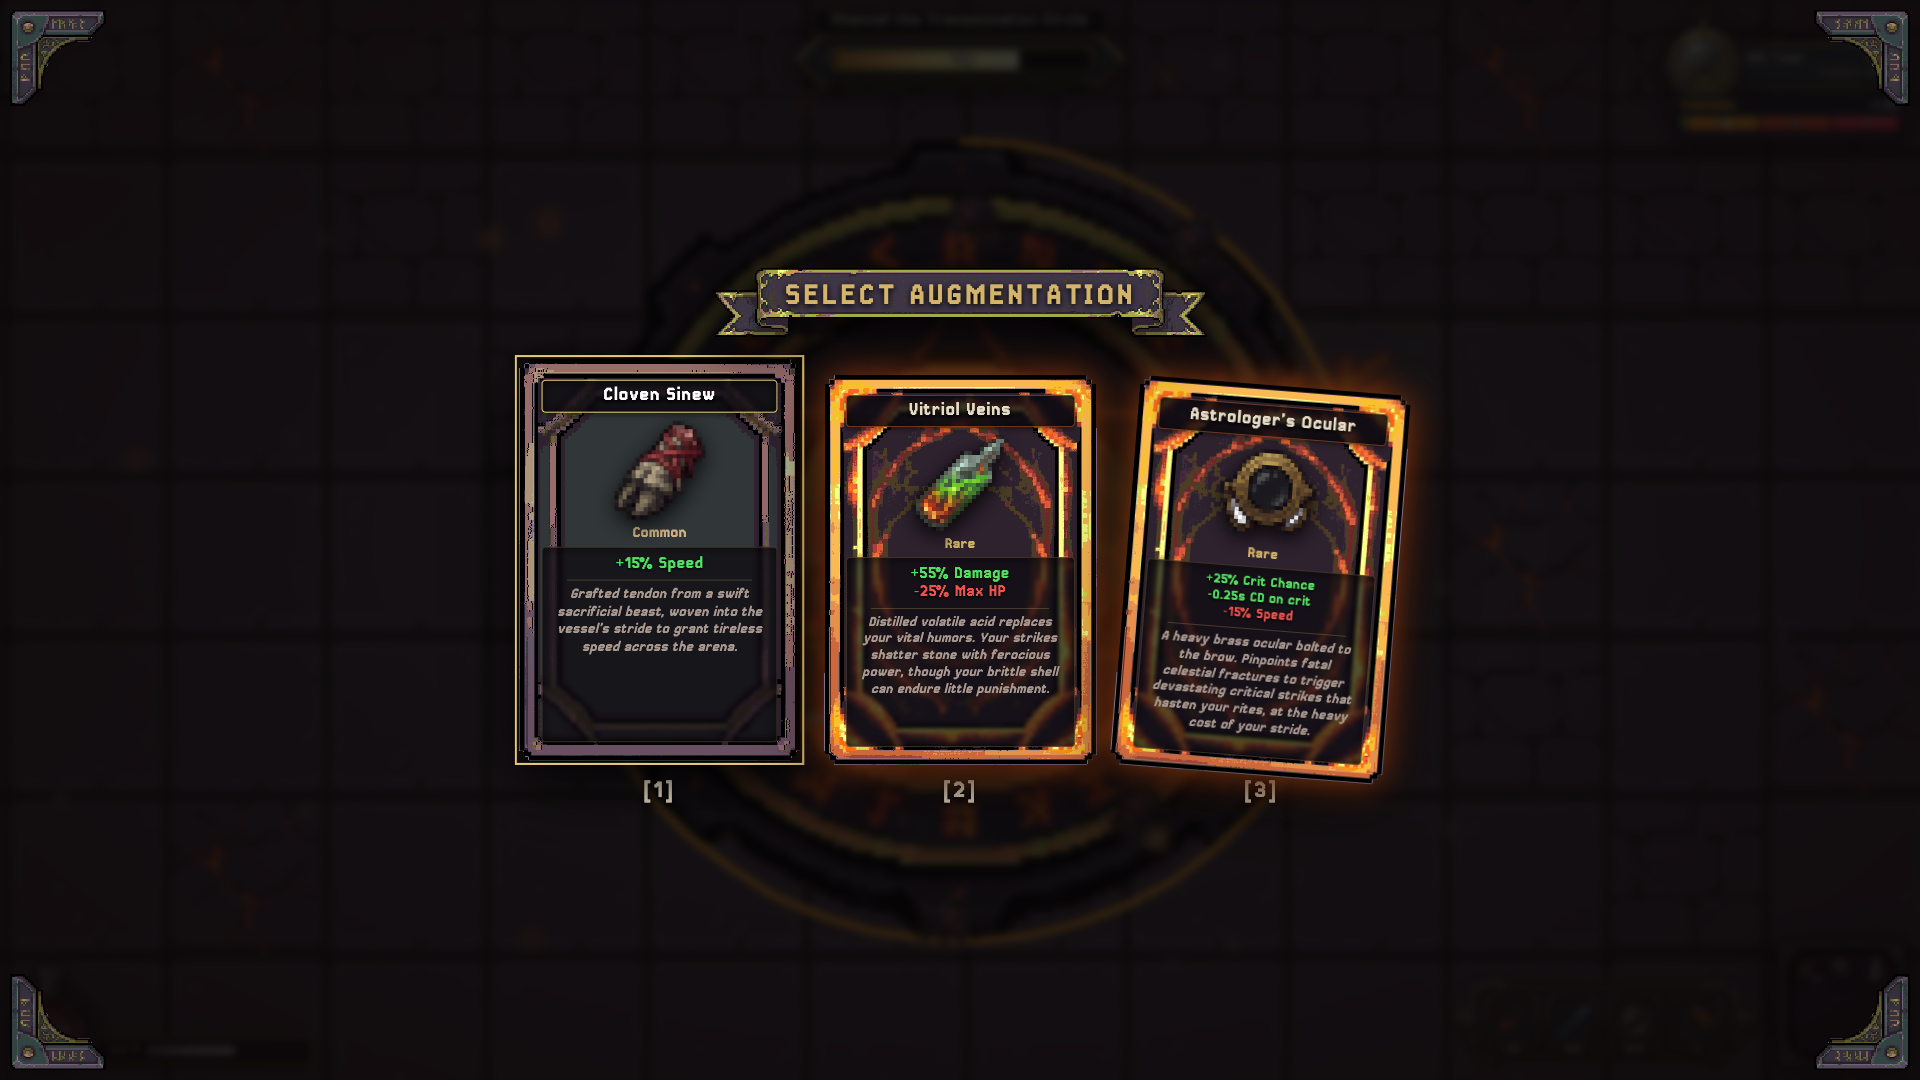 SELECT AUGMENTATION
Cloven Sinew
Common
+15% Speed
Grafted tendon from a swift
sacrificial beast, woven into the
vessel's stride to grant tireless
speed across the arena.
[1]
Vitriol Veins
Rare
+55% Damage
-25% Max HP
Distilled volatile acid replaces
your vital humors. Your strikes
shatter stone with ferocious
power, though your brittle shell
can endure little punishment.
[2]
Astrologer's Ocular
Rare
+25% Crit Chance
-0.25s CD on crit
-15% Speed
A heavy brass ocular bolted to
the brow. Pinpoints fatal
celestial fractures to trigger
devastating critical strikes that
hasten your rites, at the heavy
cost of your stride.
[3]